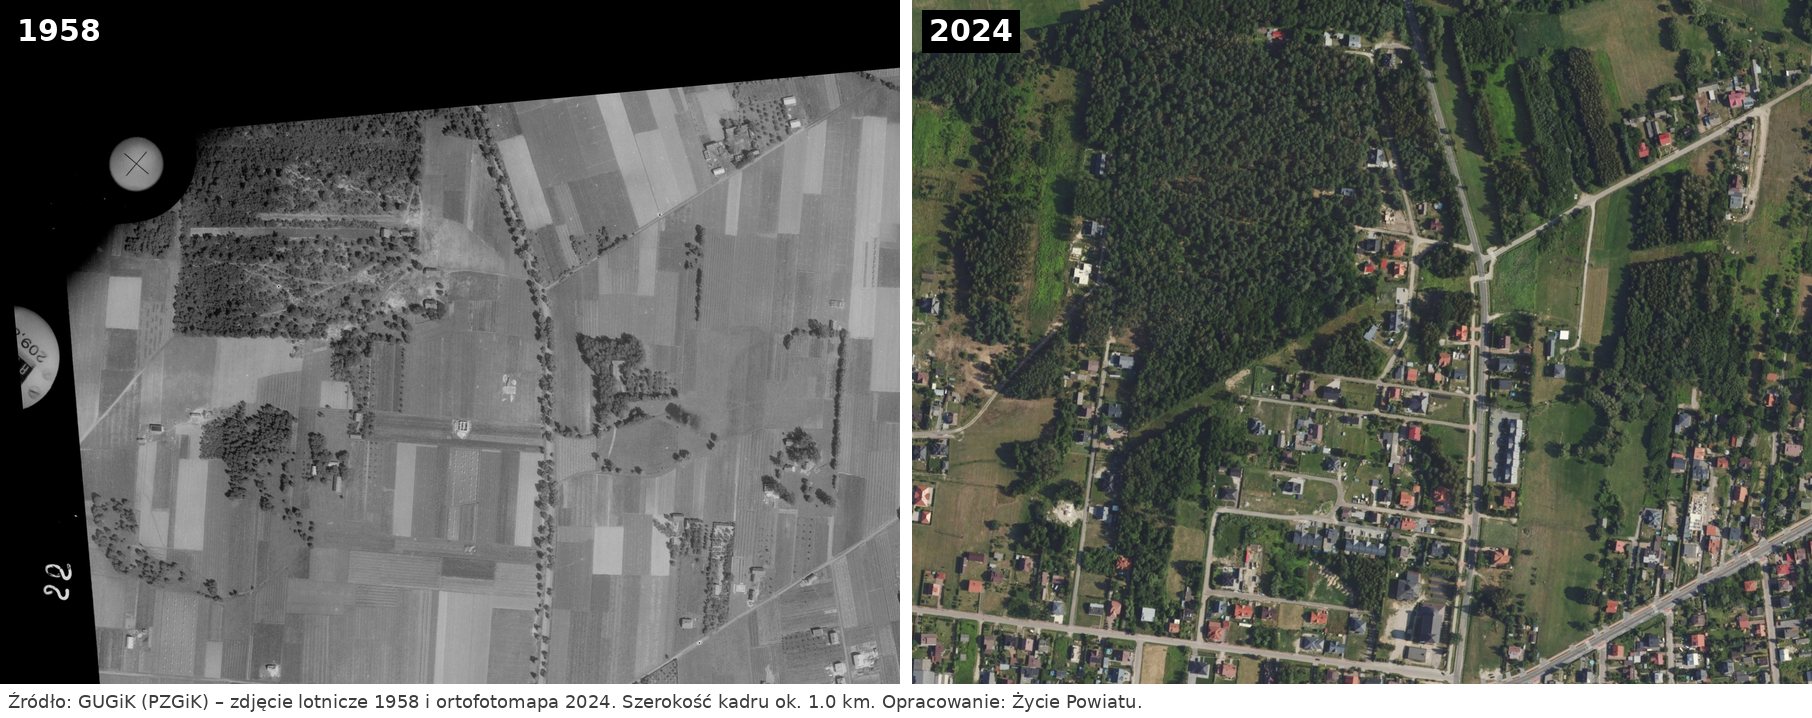 1958
2024
209,
22
Źródło: GUGiK (PZGiK) – zdjęcie lotnicze 1958 i ortofotomapa 2024. Szerokość kadru ok. 1.0 km. Opracowanie: Życie Powiatu.